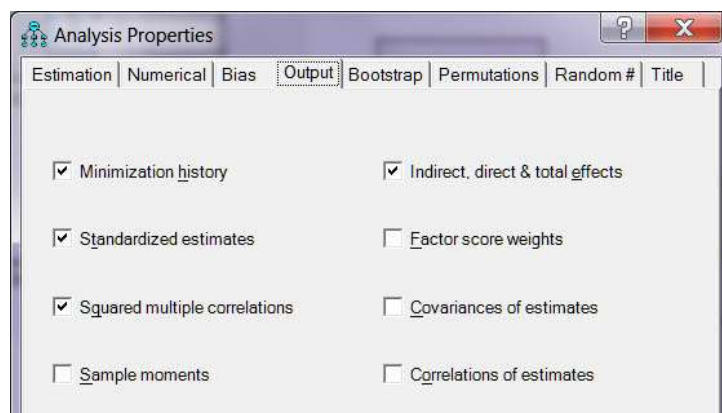 Analysis Properties
Estimation Numerical Bias Output Bootstrap Permutations Random # Title
Minimization history
Indirect, direct & total effects
Standardized estimates
Factor score weights
Squared multiple correlations
Covariances of estimates
Sample moments
Correlations of estimates